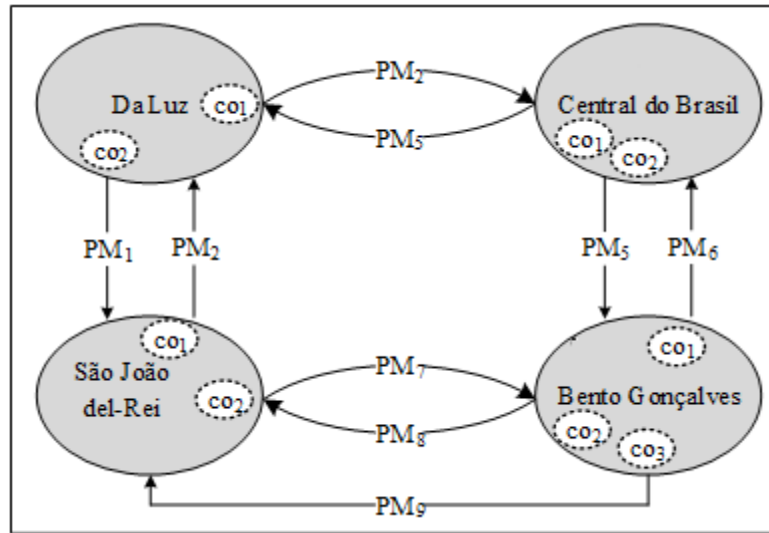 PM₂
Da Luz
co₁
co₂
Central do Brasil
co₁
co₂
PM₅
PM₁
PM₂
PM₅
PM₆
São João
del-Rei
co₁
co₂
PM₇
co₁
Bento Gonçalves
co₂
co₃
PM₈
PM₉